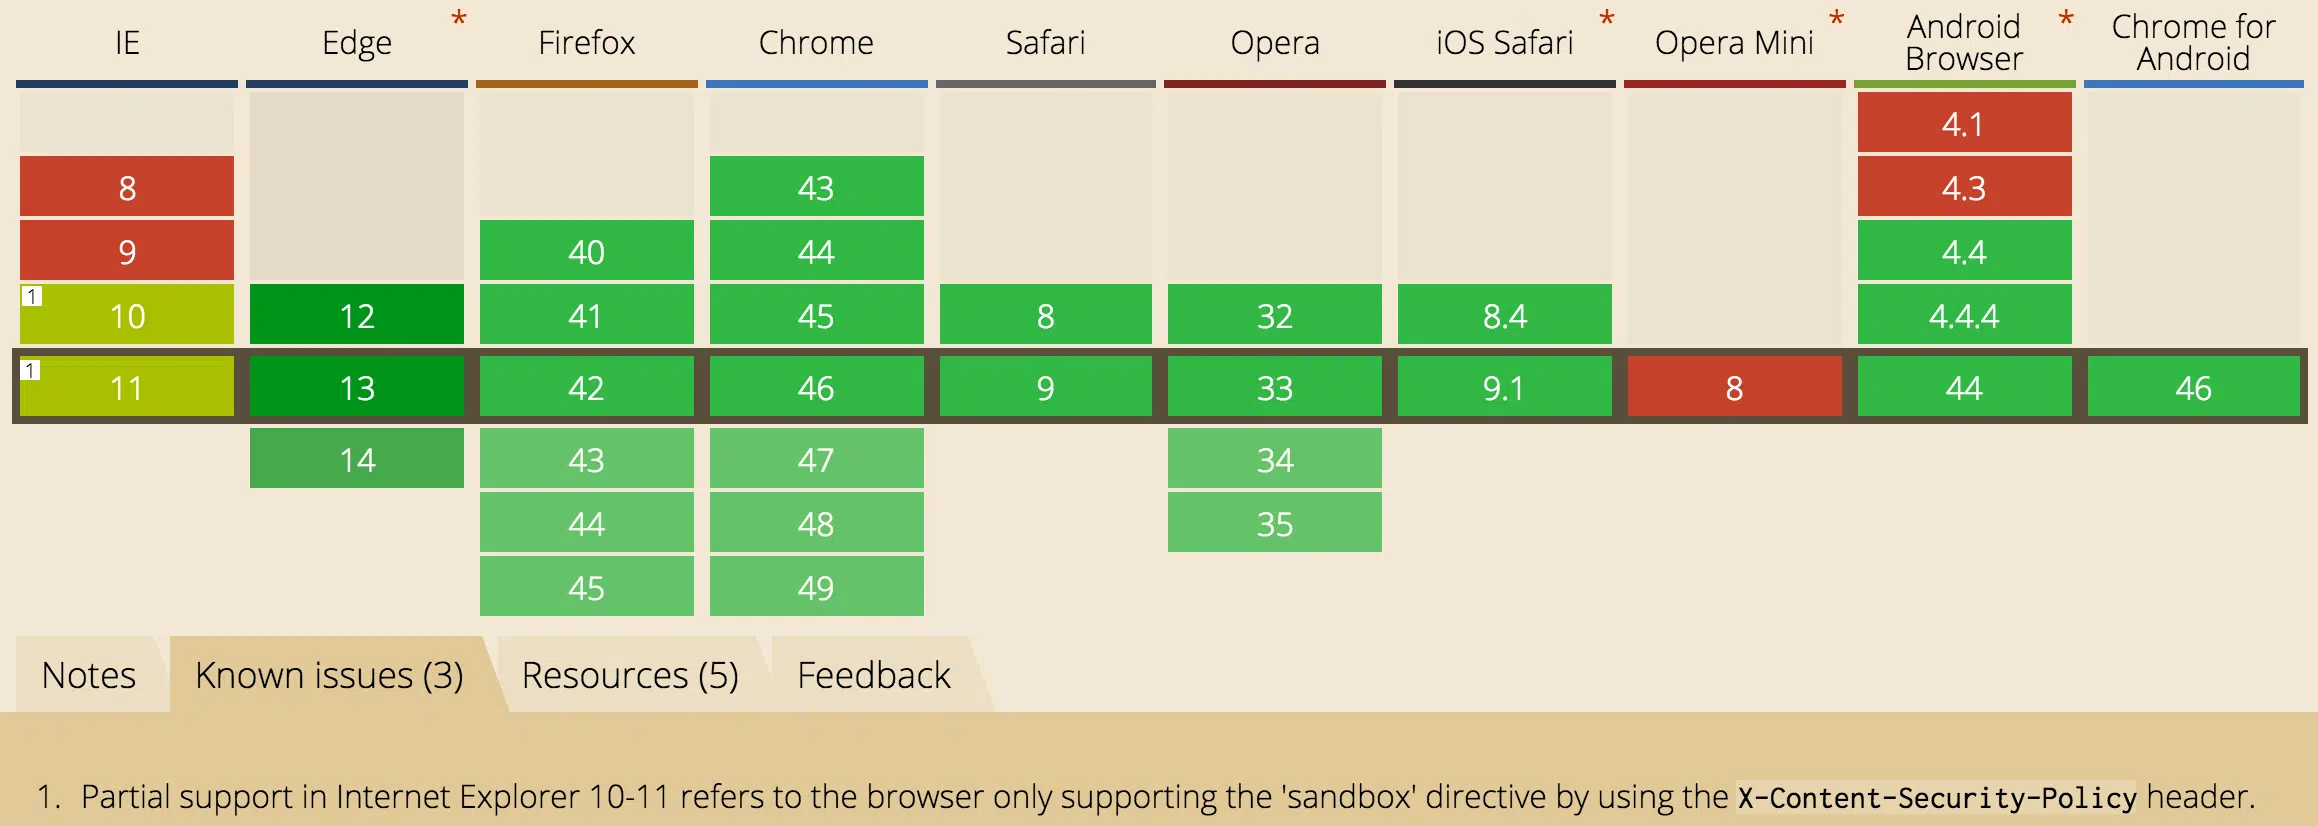 IE Edge * Firefox Chrome Safari Opera iOS Safari * Opera Mini * Android Browser * Chrome for Android
4.1
8 43 4.3
9 40 44 4.4
1 10 12 41 45 8 32 8.4 4.4.4
1 11 13 42 46 9 33 9.1 8 44 46
14 43 47 34
44 48 35
45 49
Notes Known issues (3) Resources (5) Feedback
1. Partial support in Internet Explorer 10-11 refers to the browser only supporting the 'sandbox' directive by using the X-Content-Security-Policy header.